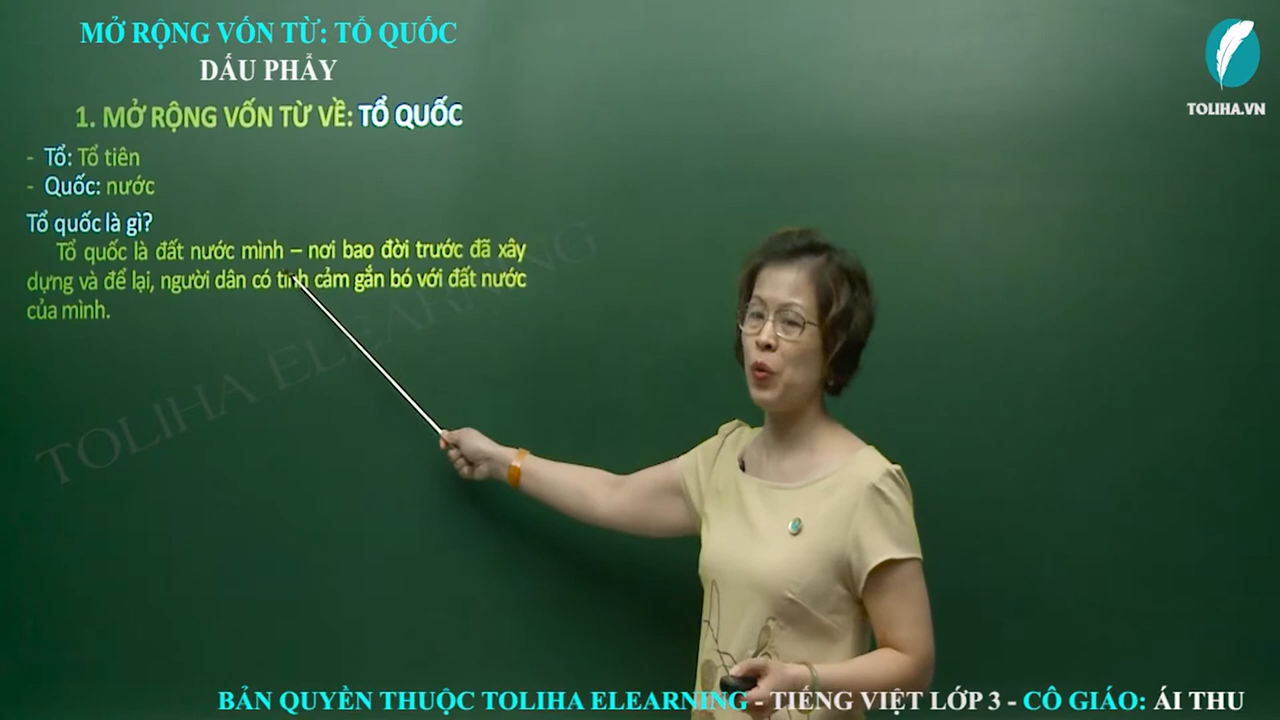 MỞ RỘNG VỐN TỪ: TỔ QUỐC
DẤU PHẨY
TOLIHA.VN
1. MỞ RỘNG VỐN TỪ VỀ: TỔ QUỐC
- Tổ: Tổ tiên
- Quốc: nước
Tổ quốc là gì?
Tổ quốc là đất nước mình – nơi bao đời trước đã xây
dựng và để lại, người dân có tình cảm gắn bó với đất nước
của mình.
TOLIHA ELEARNING
BẢN QUYỀN THUỘC TOLIHA ELEARNING - TIẾNG VIỆT LỚP 3 - CÔ GIÁO: ÁI THU